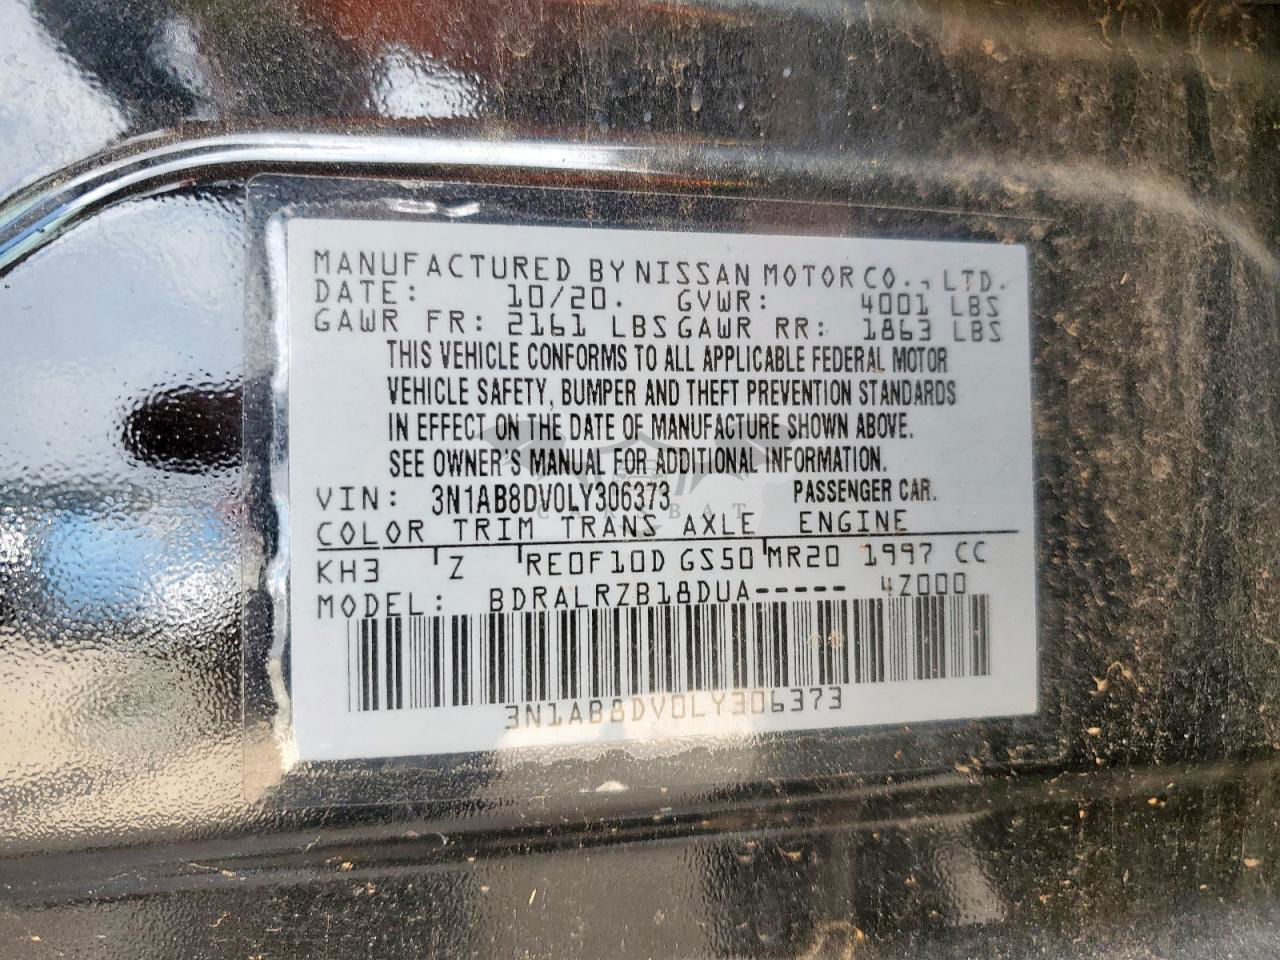 MANUFACTURED BY NISSAN MOTOR CO., LTD.
DATE: 10/20. GVWR: 4001 LBS
GAWR FR: 2161 LBS GAWR RR: 1863 LBS
THIS VEHICLE CONFORMS TO ALL APPLICABLE FEDERAL MOTOR
VEHICLE SAFETY, BUMPER AND THEFT PREVENTION STANDARDS
IN EFFECT ON THE DATE OF MANUFACTURE SHOWN ABOVE.
SEE OWNER'S MANUAL FOR ADDITIONAL INFORMATION.
VIN: 3N1AB8DV0LY306373 PASSENGER CAR.
COLOR TRIM TRANS AXLE ENGINE
KH3 Z RE0F10D GS50 MR20 1997 CC
MODEL: BDRALRZB18DUA----- 4Z000
3N1AB8DV0LY306373